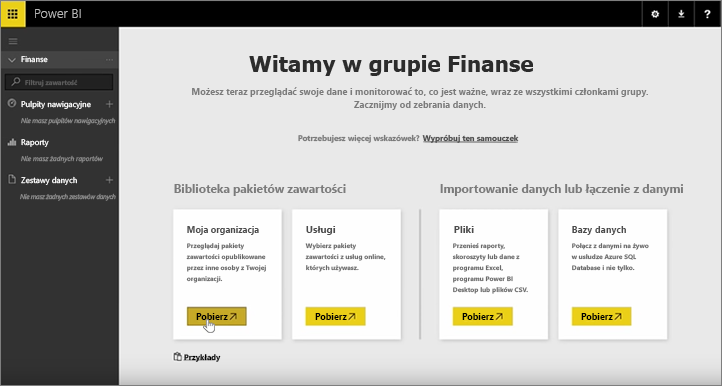 Power BI
?
Finanse
Filtruj zawartość
Pulpity nawigacyjne
Nie masz pulpitów nawigacyjnych
Raporty
Nie masz żadnych raportów
Zestawy danych
Nie masz żadnych zestawów danych
Witamy w grupie Finanse
Możesz teraz przeglądać swoje dane i monitorować to, co jest ważne, wraz ze wszystkimi członkami grupy.
Zacznijmy od zebrania danych.
Potrzebujesz więcej wskazówek? Wypróbuj ten samouczek
Biblioteka pakietów zawartości
Moja organizacja
Przeglądaj pakiety
zawartości opublikowane
przez inne osoby z Twojej
organizacji.
Pobierz
Usługi
Wybierz pakiety
zawartości z usług online,
których używasz.
Pobierz
Importowanie danych lub łączenie z danymi
Pliki
Przenieś raporty,
skoroszyty lub dane z
programu Excel,
programu Power BI
Desktop lub plików CSV.
Pobierz
Bazy danych
Połącz z danymi na żywo
w usłudze Azure SQL
Database i nie tylko.
Pobierz
Przykłady